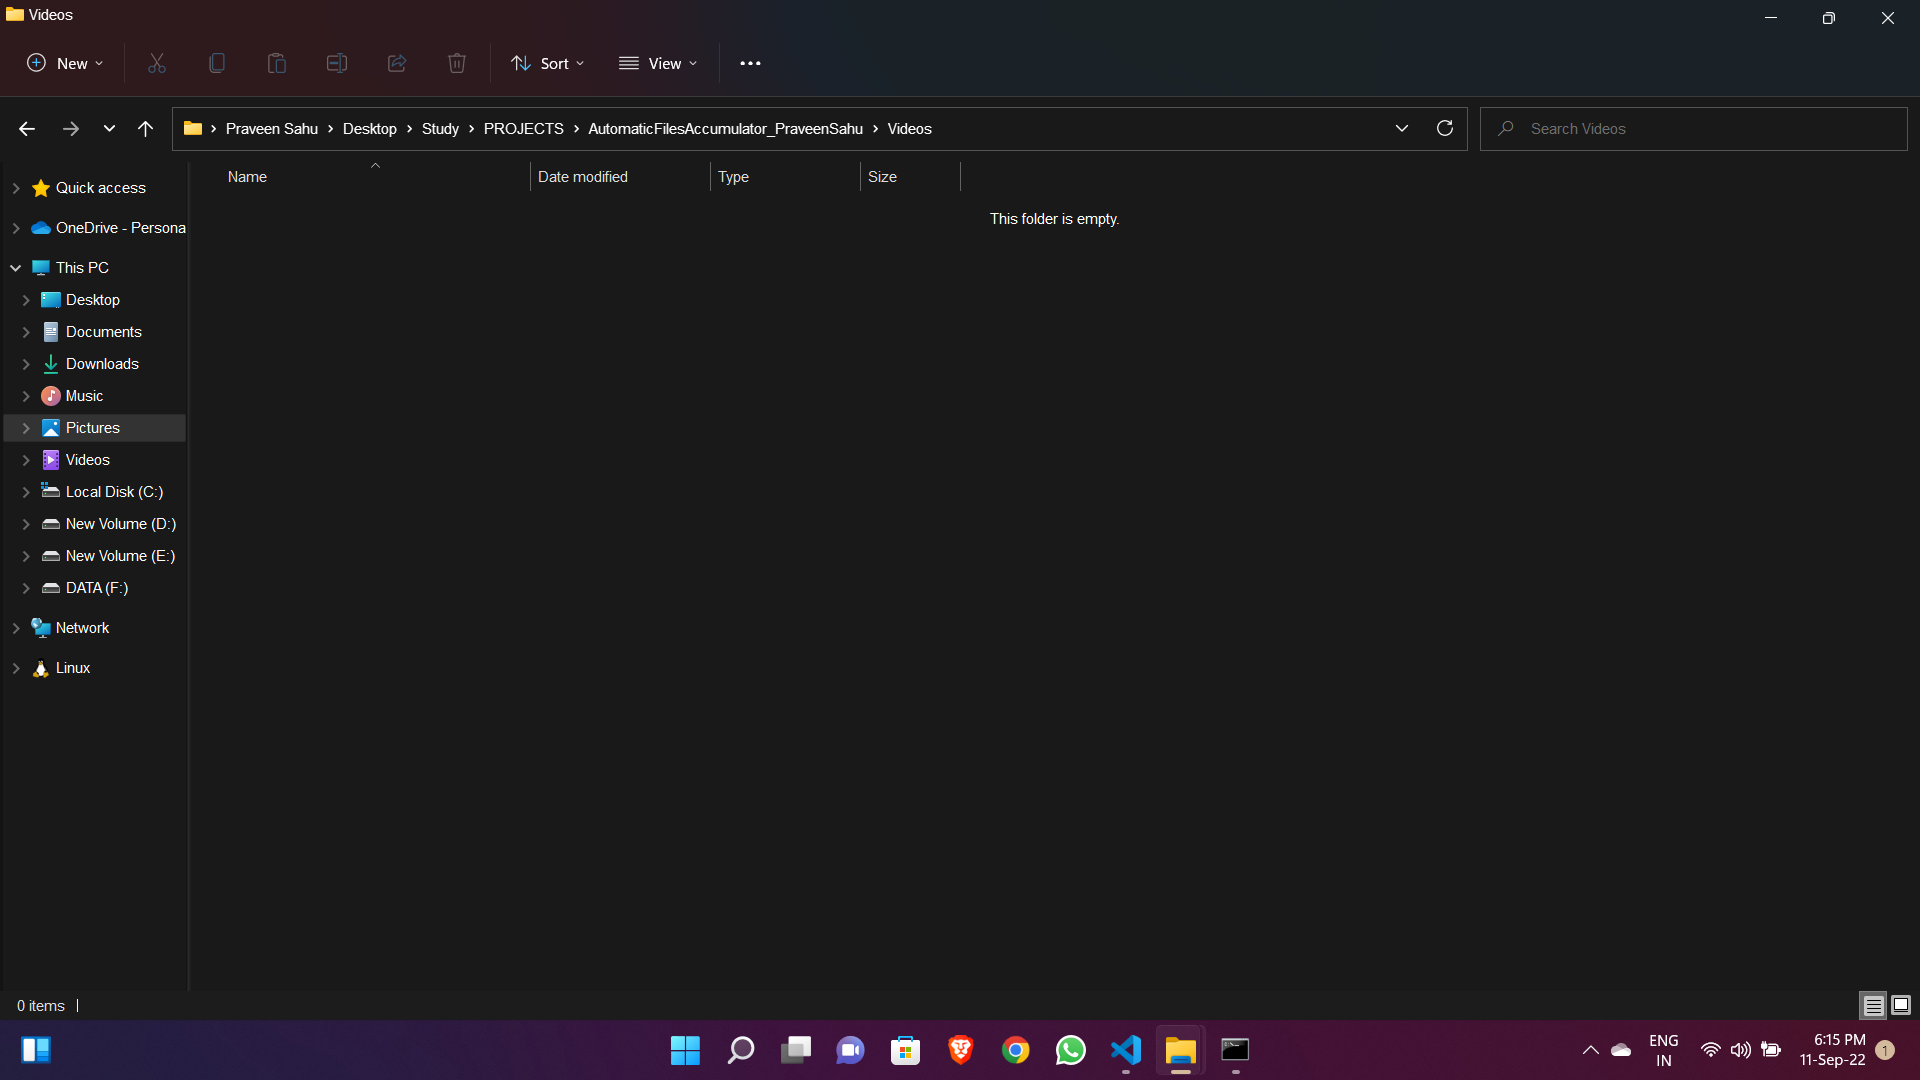 Videos
New
Sort
View
Praveen Sahu
Desktop
Study
PROJECTS
AutomaticFilesAccumulator_PraveenSahu
Videos
Search Videos
Name
Date modified
Type
Size
This folder is empty.
Quick access
OneDrive - Persona
This PC
Desktop
Documents
Downloads
Music
Pictures
Videos
Local Disk (C:)
New Volume (D:)
New Volume (E:)
DATA (F:)
Network
Linux
0 items
ENG
IN
6:15 PM
11-Sep-22
1